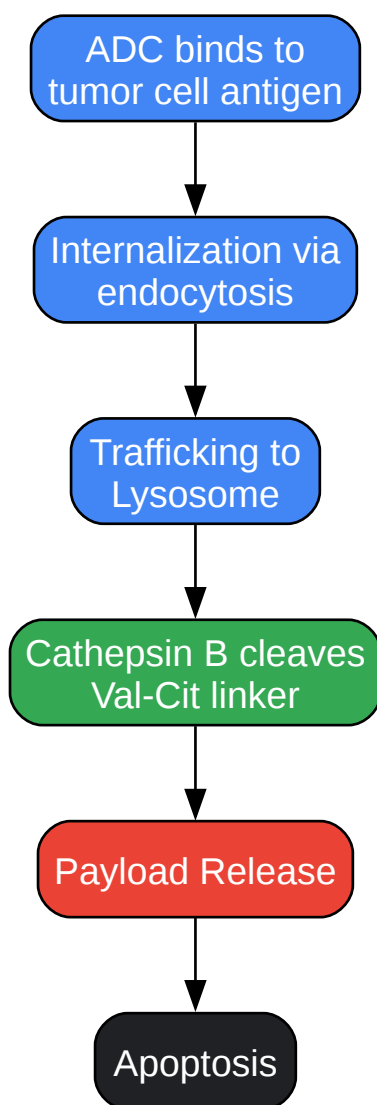 ADC binds to
tumor cell antigen
Internalization via
endocytosis
Trafficking to
Lysosome
Cathepsin B cleaves
Val-Cit linker
Payload Release
Apoptosis